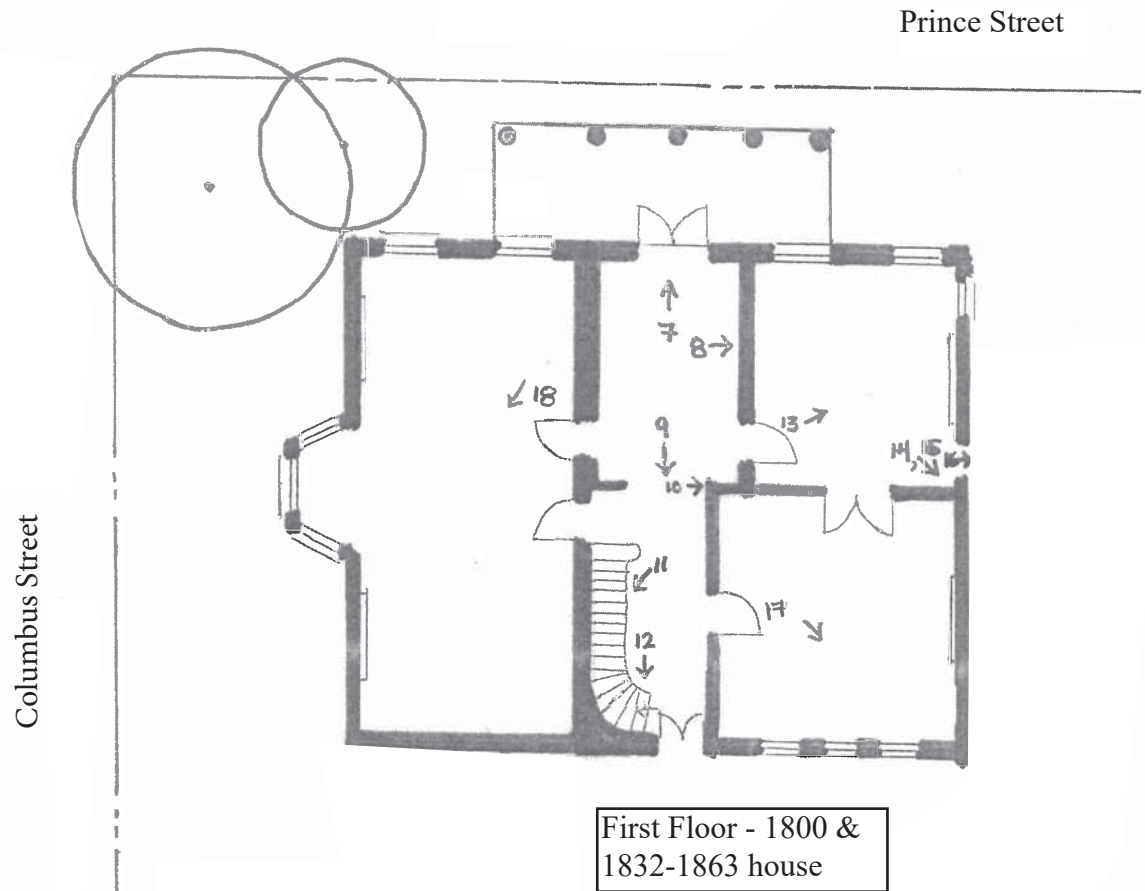 Prince Street
7
8→
18
13
9
14, 15
16
10
11
17
12
Columbus Street
First Floor - 1800 &
1832-1863 house